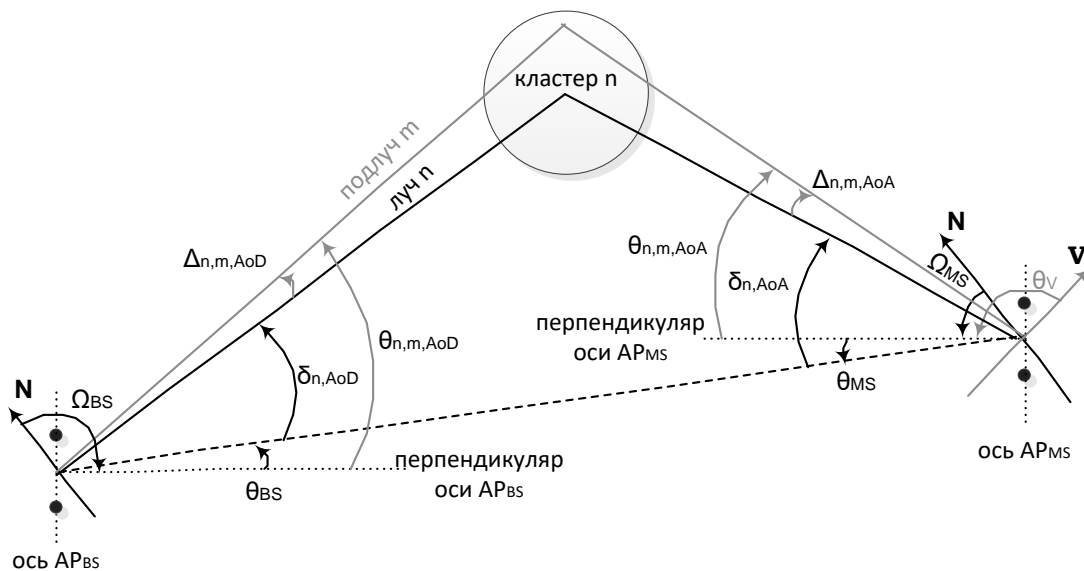 кластер n
подлуч m
луч n
Δn,m,AoA
Δn,m,AoD
θn,m,AoA
δn,AoA
N
ΩMS
θV
V
перпендикуляр
оси APMS
θMS
θn,m,AoD
δn,AoD
N
ΩBS
θBS
перпендикуляр
оси APBS
ось APMS
ось APBS